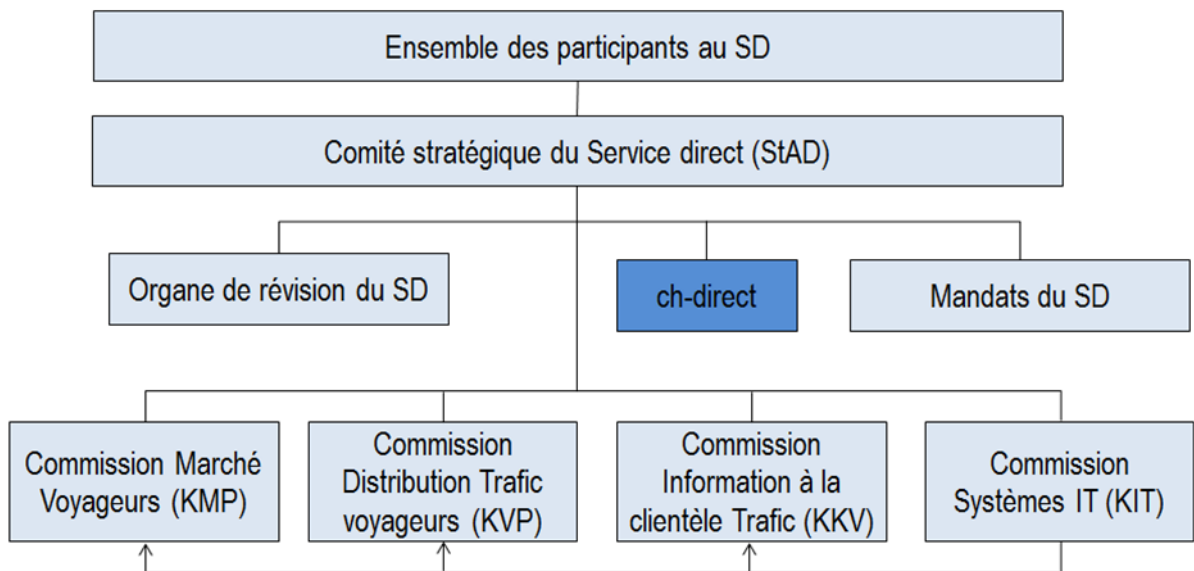 Ensemble des participants au SD
Comité stratégique du Service direct (StAD)
Organe de révision du SD
ch-direct
Mandats du SD
Commission Marché
Voyageurs (KMP)
Commission
Distribution Trafic
voyageurs (KVP)
Commission
Information à la
clientèle Trafic (KKV)
Commission
Systèmes IT (KIT)